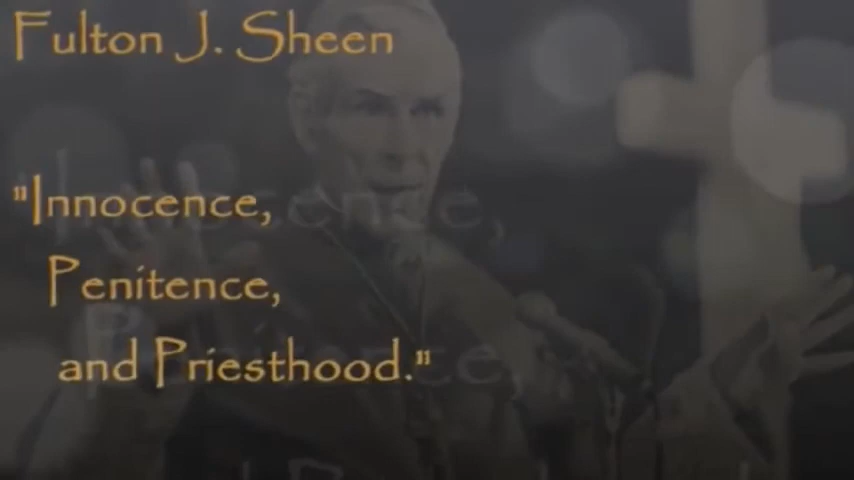 Fulton J. Sheen
"Innocence,
Penitence,
and Priesthood."